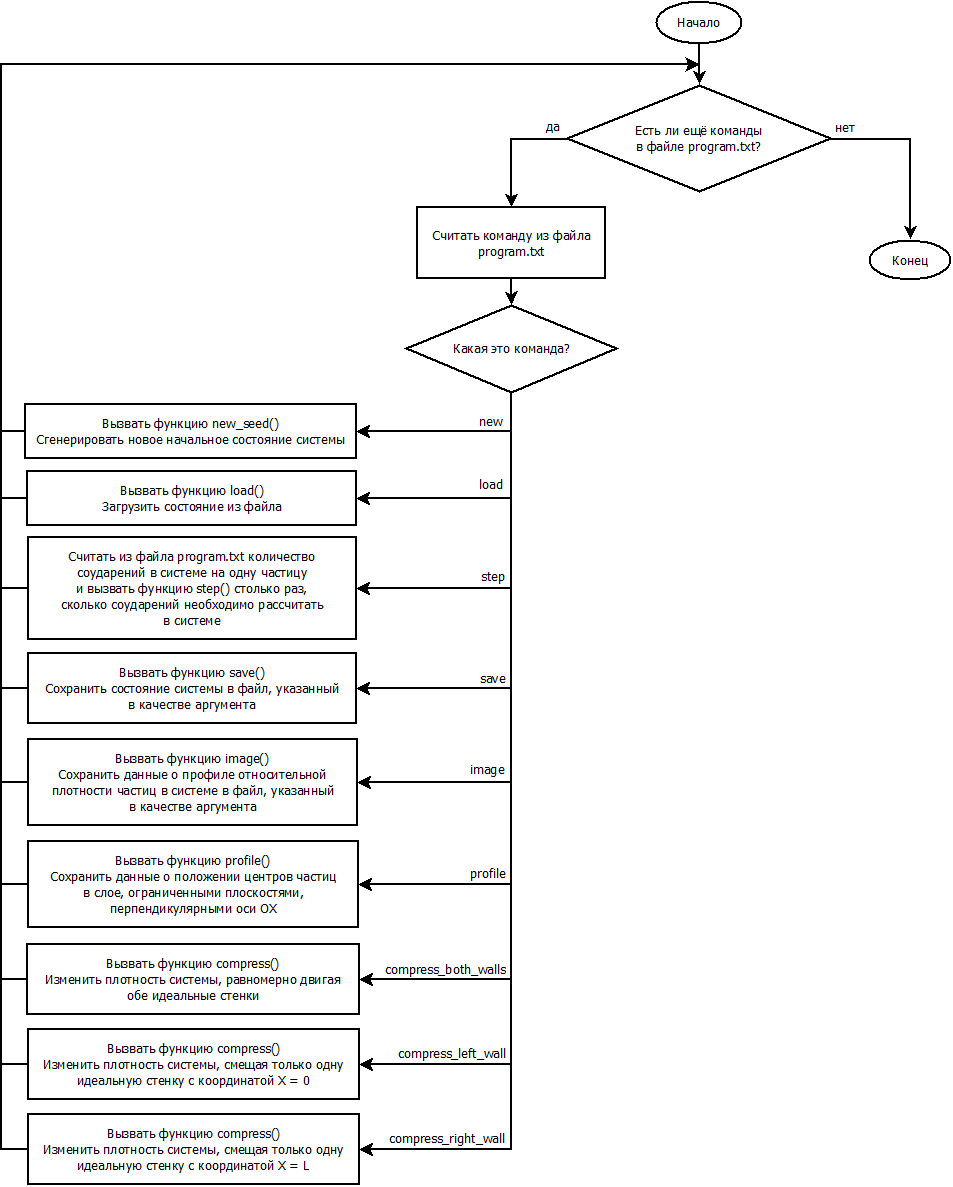 Начало
Есть ли ещё команды
в файле program.txt?
да
нет
Считать команду из файла
program.txt
Конец
Какая это команда?
Вызвать функцию new_seed()
Сгенерировать новое начальное состояние системы
new
Вызвать функцию load()
Загрузить состояние из файла
load
Считать из файла program.txt количество
соударений в системе на одну частицу
и вызвать функцию step() столько раз,
сколько соударений необходимо рассчитать
в системе
step
Вызвать функцию save()
Сохранить состояние системы в файл, указанный
в качестве аргумента
save
Вызвать функцию image()
Сохранить данные о профиле относительной
плотности частиц в системе в файл, указанный
в качестве аргумента
image
Вызвать функцию profile()
Сохранить данные о положении центров частиц
в слое, ограниченными плоскостями,
перпендикулярными оси OX
profile
Вызвать функцию compress()
Изменить плотность системы, равномерно двигая
обе идеальные стенки
compress_both_walls
Вызвать функцию compress()
Изменить плотность системы, смещая только одну
идеальную стенку с координатой X = 0
compress_left_wall
Вызвать функцию compress()
Изменить плотность системы, смещая только одну
идеальную стенку с координатой X = L
compress_right_wall